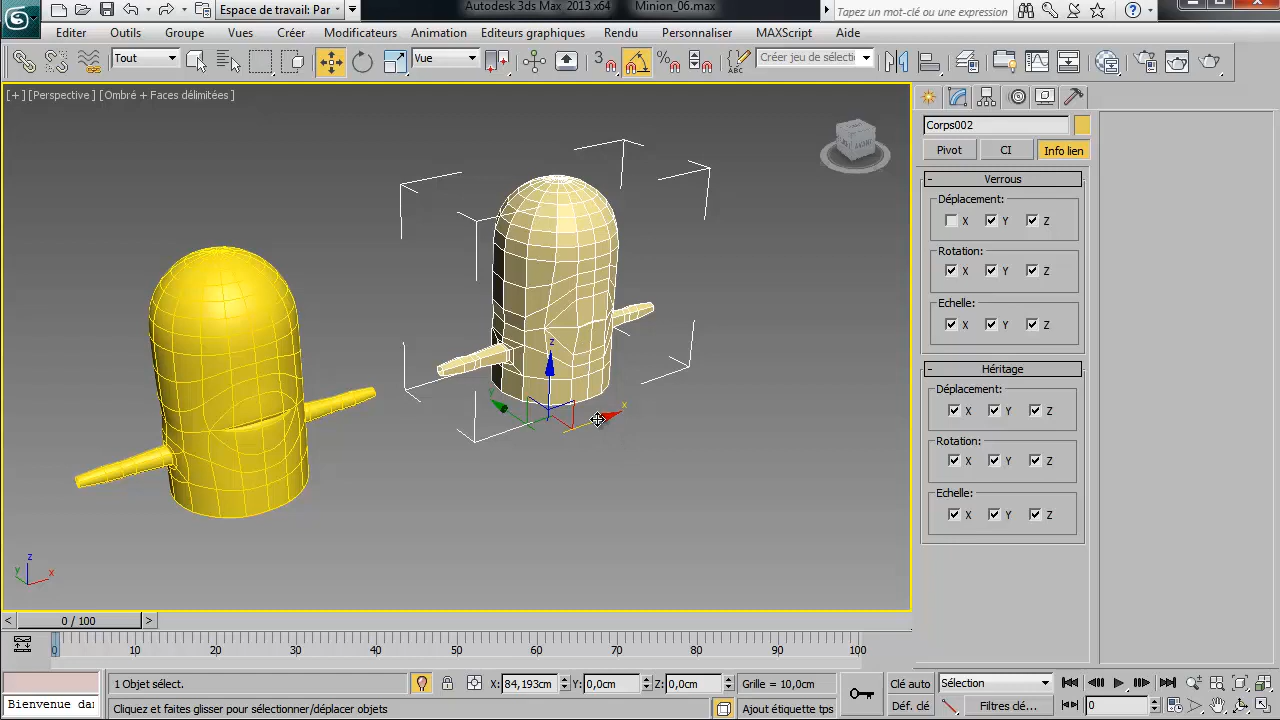 Autodesk 3ds Max 2013 x64 Minion_06.max
Espace de travail: Par
Tapez un mot-clé ou une expression
Editer Outils Groupe Vues Créer Modificateurs Animation Editeurs graphiques Rendu Personnaliser MAXScript Aide
Tout
Vue
3
%
ABC
Créer jeu de sélecti
[+] [Perspective] [Ombré + Faces délimitées]
Corps002
Pivot CI Info lien
- Verrous
Déplacement:
X Y Z
Rotation:
X Y Z
Echelle:
X Y Z
- Héritage
Déplacement:
X Y Z
Rotation:
X Y Z
Echelle:
X Y Z
z
y
x
z
y
x
< 0 / 100 >
0 10 20 30 40 50 60 70 80 90 100
1 Objet sélect.
X: 84,193cm Y: 0,0cm Z: 0,0cm
Grille = 10,0cm
Clé auto
Sélection
Bienvenue dan
Cliquez et faites glisser pour sélectionner/déplacer objets
Ajout étiquette tps
Déf. clé
Filtres clé...
0